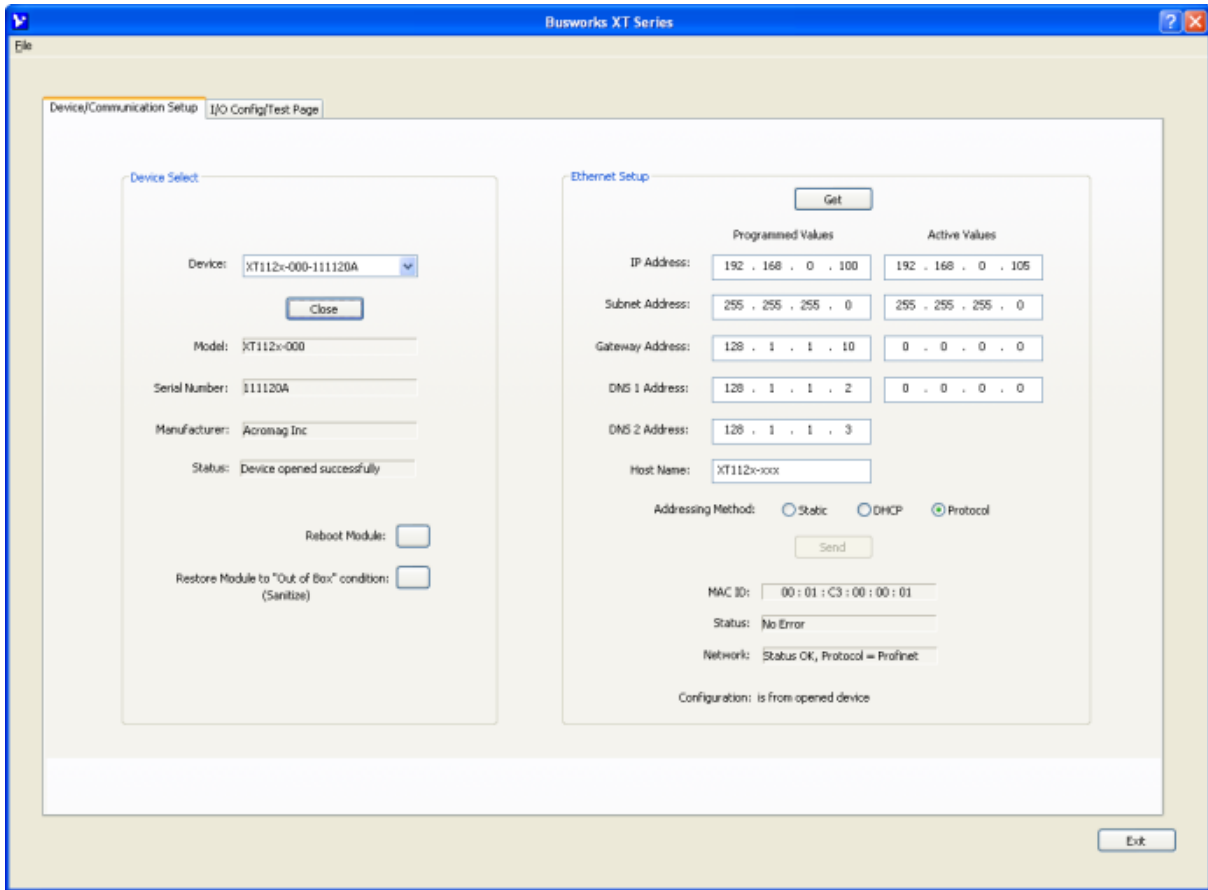 Busworks XT Series
File
Device/Communication Setup
I/O Config/Test Page
Device Select
Device: XT112x-000-111120A
Close
Model: XT112x-000
Serial Number: 111120A
Manufacturer: Acromag Inc
Status: Device opened successfully
Reboot Module:
Restore Module to "Out of Box" condition:
(Sanitize)
Ethernet Setup
Get
Programmed Values Active Values
IP Address: 192 . 168 . 0 . 100 192 . 168 . 0 . 105
Subnet Address: 255 . 255 . 255 . 0 255 . 255 . 255 . 0
Gateway Address: 128 . 1 . 1 . 10 0 . 0 . 0 . 0
DNS 1 Address: 128 . 1 . 1 . 2 0 . 0 . 0 . 0
DNS 2 Address: 128 . 1 . 1 . 3
Host Name: XT112x-xxx
Addressing Method: Static DHCP Protocol
Send
MAC ID: 00 : 01 : C3 : 00 : 00 : 01
Status: No Error
Network: Status OK, Protocol = Profinet
Configuration: is from opened device
Exit